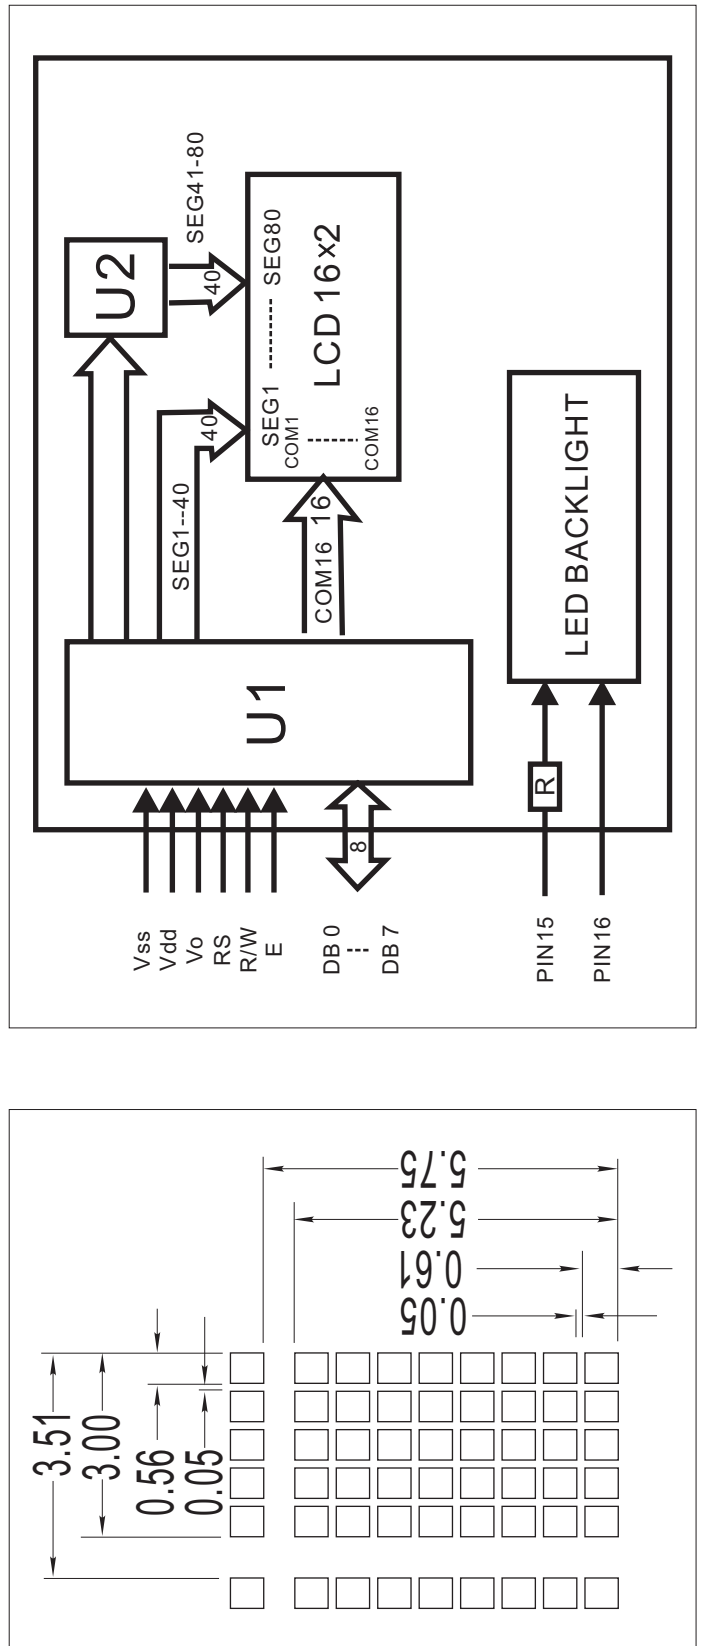 SEG41-80
U2
40
SEG1 SEG80
LCD 16×2
COM1
COM16
40
SEG1--40
COM16 16
U1
LED BACKLIGHT
R
8
Vss
Vdd
Vo
RS
R/W
E
DB 0
DB 7
PIN15
PIN16
5.75
5.23
0.61
0.05
3.51
3.00
0.56
0.05